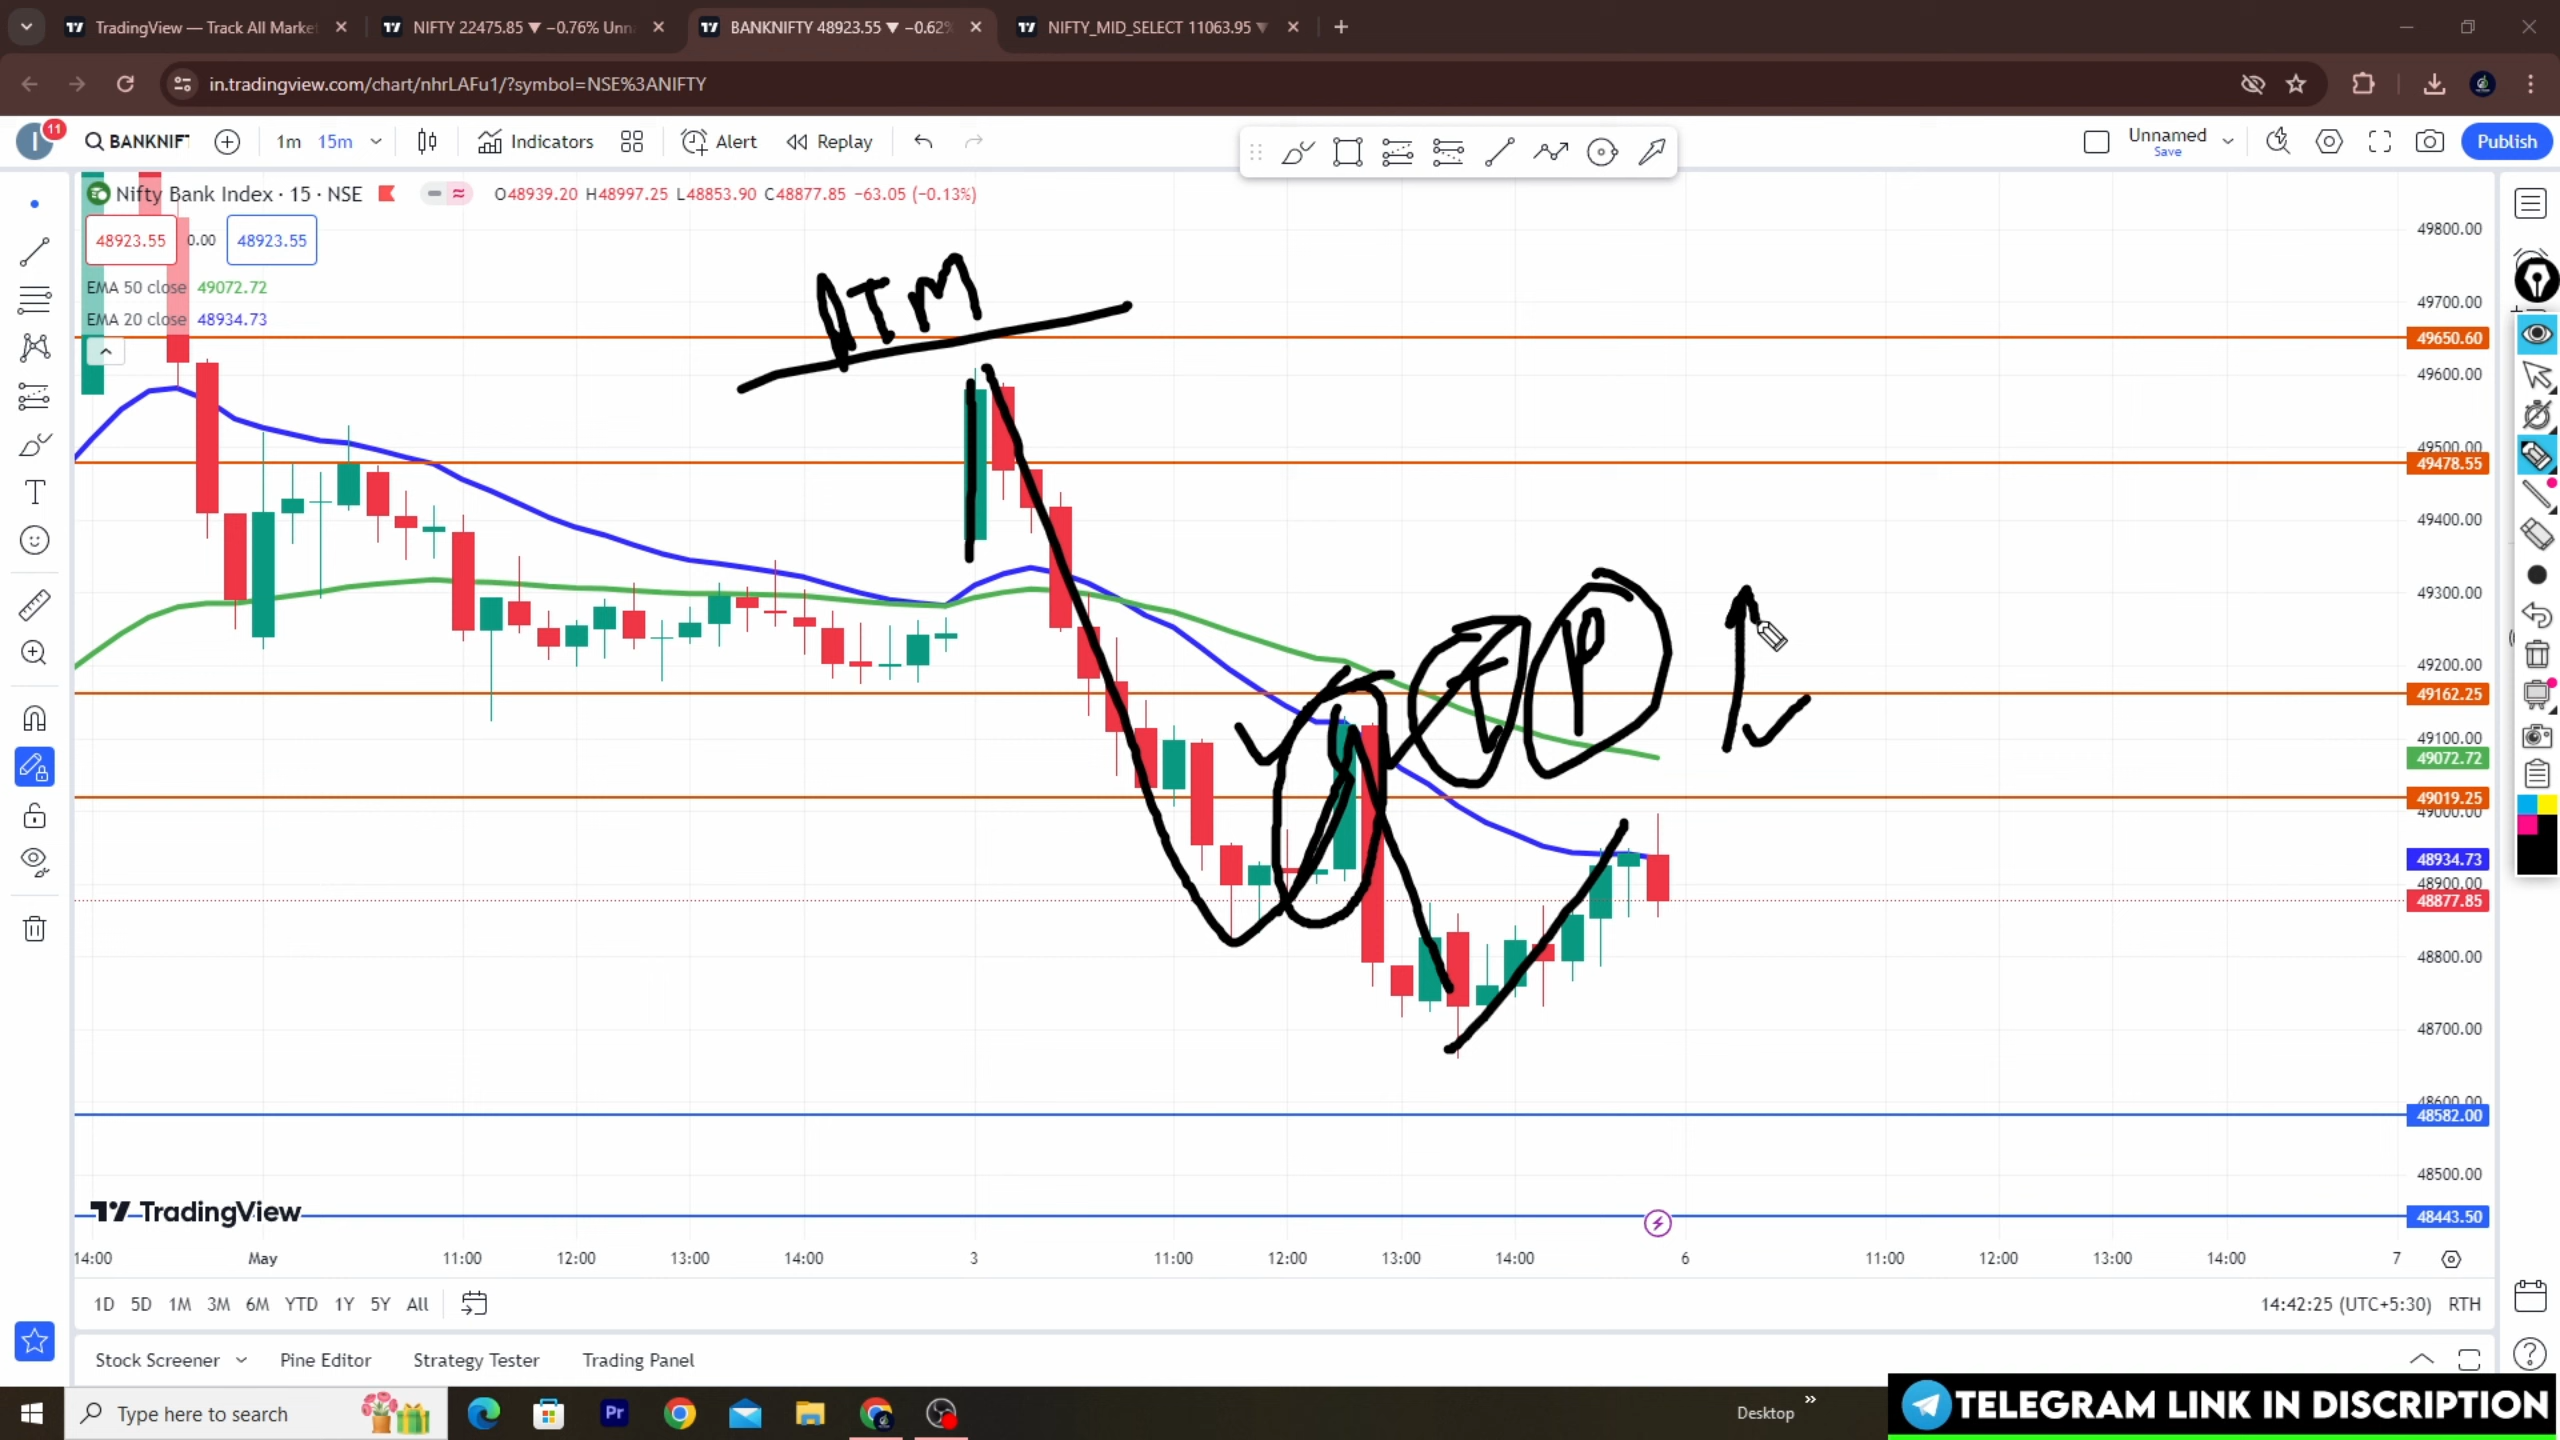 TradingView — Track All Marke
NIFTY 22475.85 ▼ −0.76% Unn
BANKNIFTY 48923.55 ▼ −0.62%
NIFTY_MID_SELECT 11063.95 ▼
in.tradingview.com/chart/nhrLAFu1/?symbol=NSE%3ANIFTY
I
11
BANKNIFT
1m
15m
Indicators
Alert
Replay
Unnamed
Save
Publish
Nifty Bank Index · 15 · NSE
O48939.20 H48997.25 L48853.90 C48877.85 −63.05 (−0.13%)
48923.55
0.00
48923.55
EMA 50 close 49072.72
EMA 20 close 48934.73
ATM
P
49800.00
49700.00
49650.60
49600.00
49500.00
49478.55
49400.00
49300.00
49200.00
49162.25
49100.00
49072.72
49019.25
49000.00
48934.73
48900.00
48877.85
48800.00
48700.00
48600.00
48582.00
48500.00
48443.50
TradingView
14:00 May 11:00 12:00 13:00 14:00 3 11:00 12:00 13:00 14:00 6 11:00 12:00 13:00 14:00 7
1D 5D 1M 3M 6M YTD 1Y 5Y All
14:42:25 (UTC+5:30) RTH
Stock Screener Pine Editor Strategy Tester Trading Panel
Type here to search
Pr
Desktop
TELEGRAM LINK IN DISCRIPTION